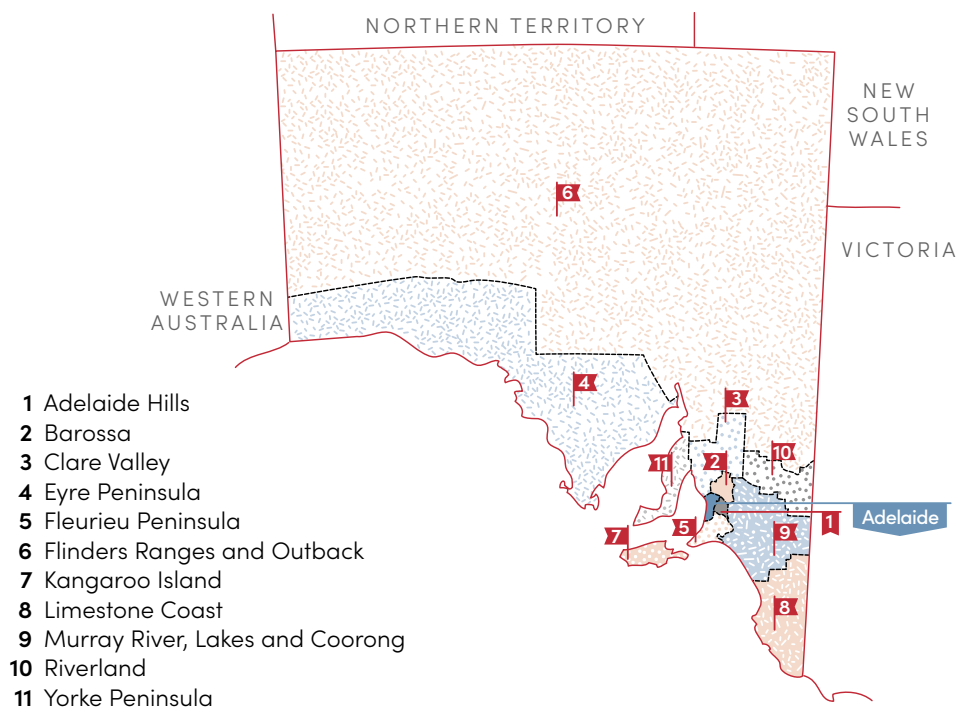 NORTHERN TERRITORY
NEW
SOUTH
WALES
6
VICTORIA
WESTERN
AUSTRALIA
4
3
1 Adelaide Hills
2 Barossa
3 Clare Valley
4 Eyre Peninsula
5 Fleurieu Peninsula
6 Flinders Ranges and Outback
7 Kangaroo Island
8 Limestone Coast
9 Murray River, Lakes and Coorong
10 Riverland
11 Yorke Peninsula
10
11
2
Adelaide
1
5
7
9
8